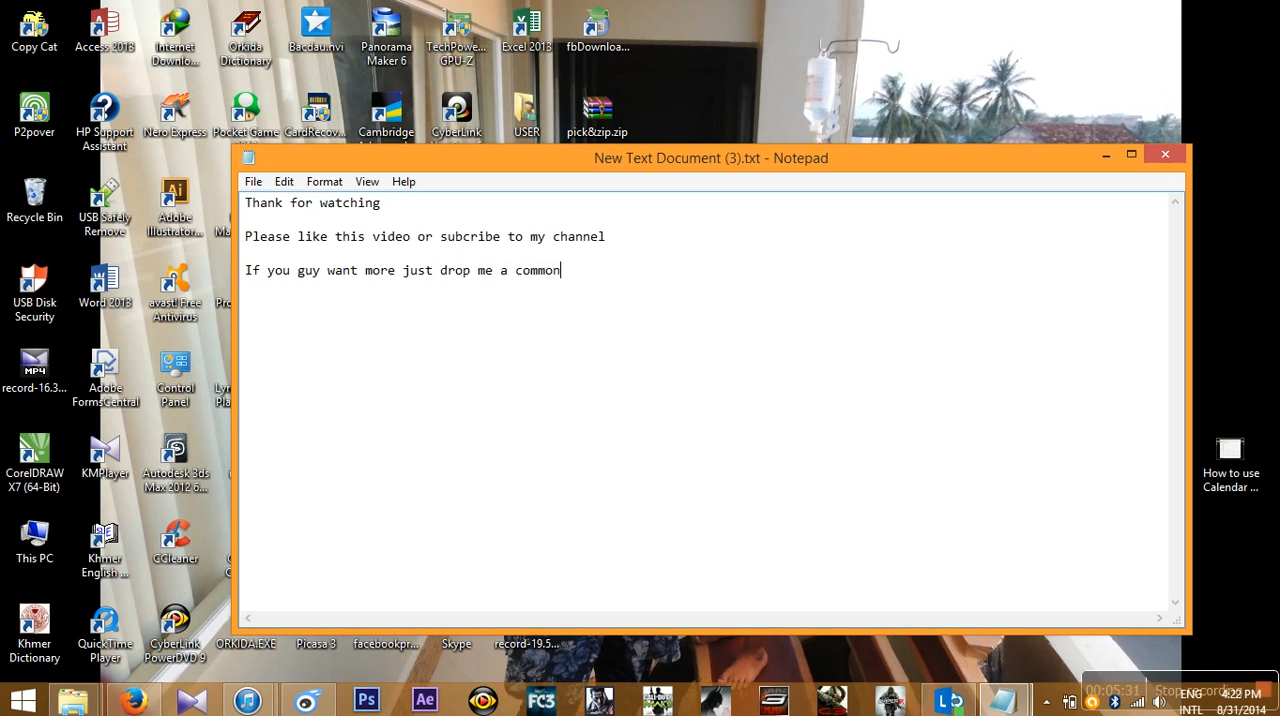 Copy Cat
Access 2013
Internet Downlo...
Orkida Dictionary
Bacdau.nvi
Panorama Maker 6
TechPowe... GPU-Z
Excel 2013
fbDownloa...
P2pover
HP Support Assistant
Nero Express
Pocket Game
CardRecov...
Cambridge
CyberLink
USER
pick&zip.zip
New Text Document (3).txt - Notepad
File Edit Format View Help
Thank for watching
Please like this video or subcribe to my channel
If you guy want more just drop me a common
Recycle Bin
USB Safely Remove
Adobe Illustrator...
USB Disk Security
Word 2013
avast! Free Antivirus
record-16.3...
Adobe FormsCentral
Control Panel
CorelDRAW X7 (64-Bit)
KMPlayer
Autodesk 3ds Max 2012 6...
How to use Calendar ...
This PC
Khmer English ...
CCleaner
Khmer Dictionary
QuickTime Player
CyberLink PowerDVD 9
ORKIDA.EXE
Picasa 3
facebookpr...
Skype
record-19.5...
00:05:31
ENG
INTL
4:22 PM
8/31/2014